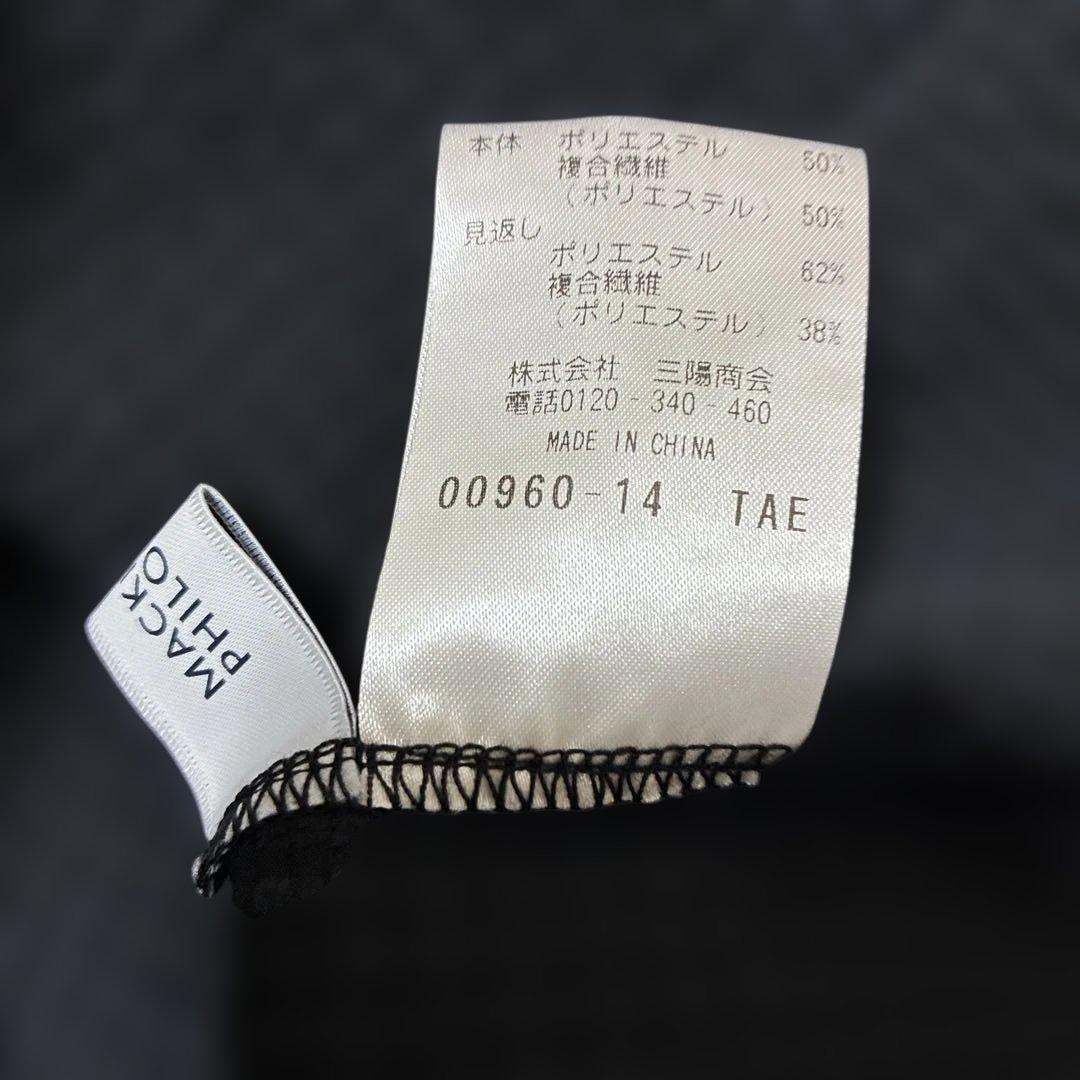 本体 ポリエステル 50%
複合繊維
(ポリエステル) 50%
見返し
ポリエステル 62%
複合繊維
(ポリエステル) 38%
株式会社 三陽商会
電話0120-340-460
MADE IN CHINA
00960-14 TAE
MACK
PHILO